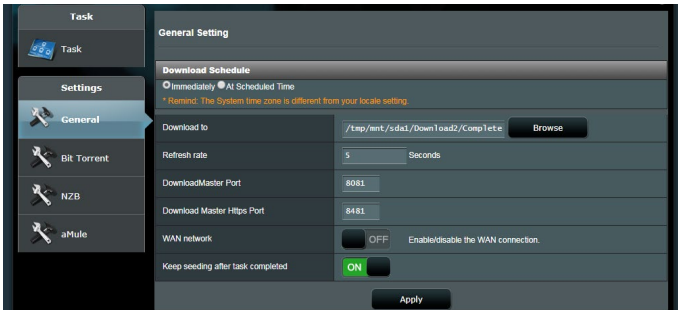 Task
Task
Settings
General
Bit Torrent
NZB
aMule
General Setting
Download Schedule
Immediately At Scheduled Time
* Remind: The System time zone is different from your locale setting.
Download to /tmp/mnt/sda1/Download2/Complete Browse
Refresh rate 5 Seconds
DownloadMaster Port 8081
Download Master Https Port 8481
WAN network OFF Enable/disable the WAN connection.
Keep seeding after task completed ON
Apply